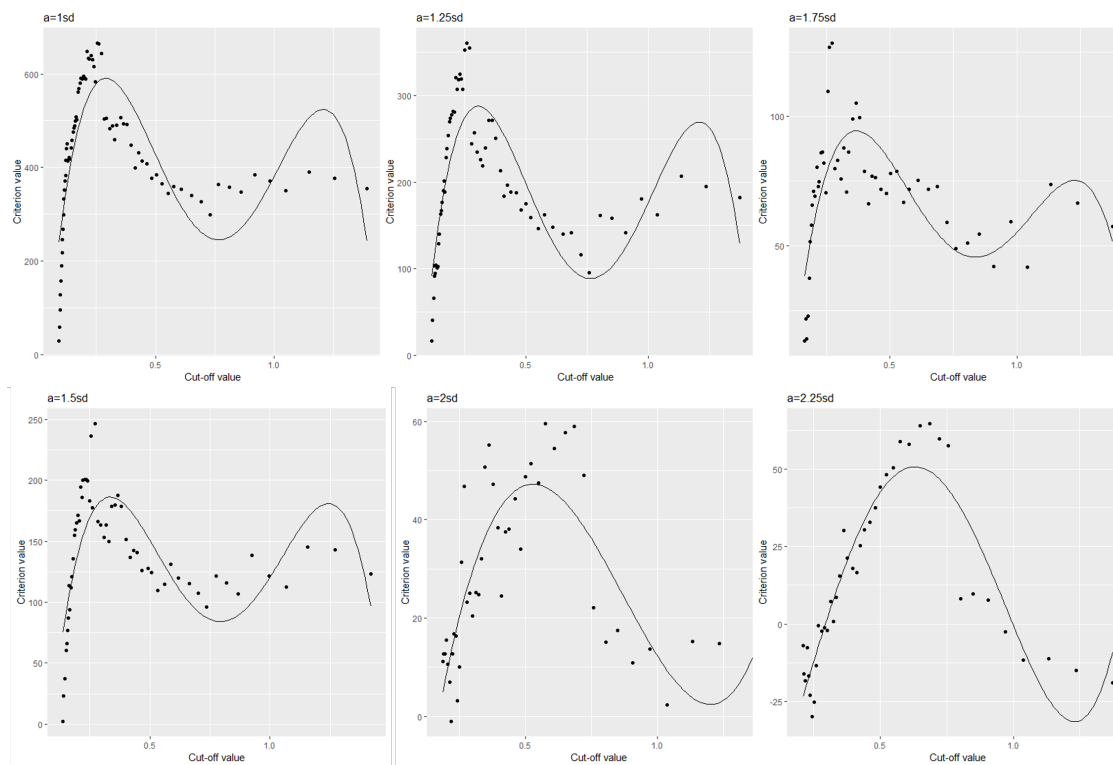 a=1sd
Criterion value
600
400
200
0
0.5
1.0
Cut-off value
a=1.25sd
Criterion value
300
200
100
0
0.5
1.0
Cut-off value
a=1.75sd
Criterion value
100
50
0.5
1.0
Cut-off value
a=1.5sd
Criterion value
250
200
150
100
50
0
0.5
1.0
Cut-off value
a=2sd
Criterion value
60
40
20
0
0.5
1.0
Cut-off value
a=2.25sd
Criterion value
50
25
0
-25
0.5
1.0
Cut-off value